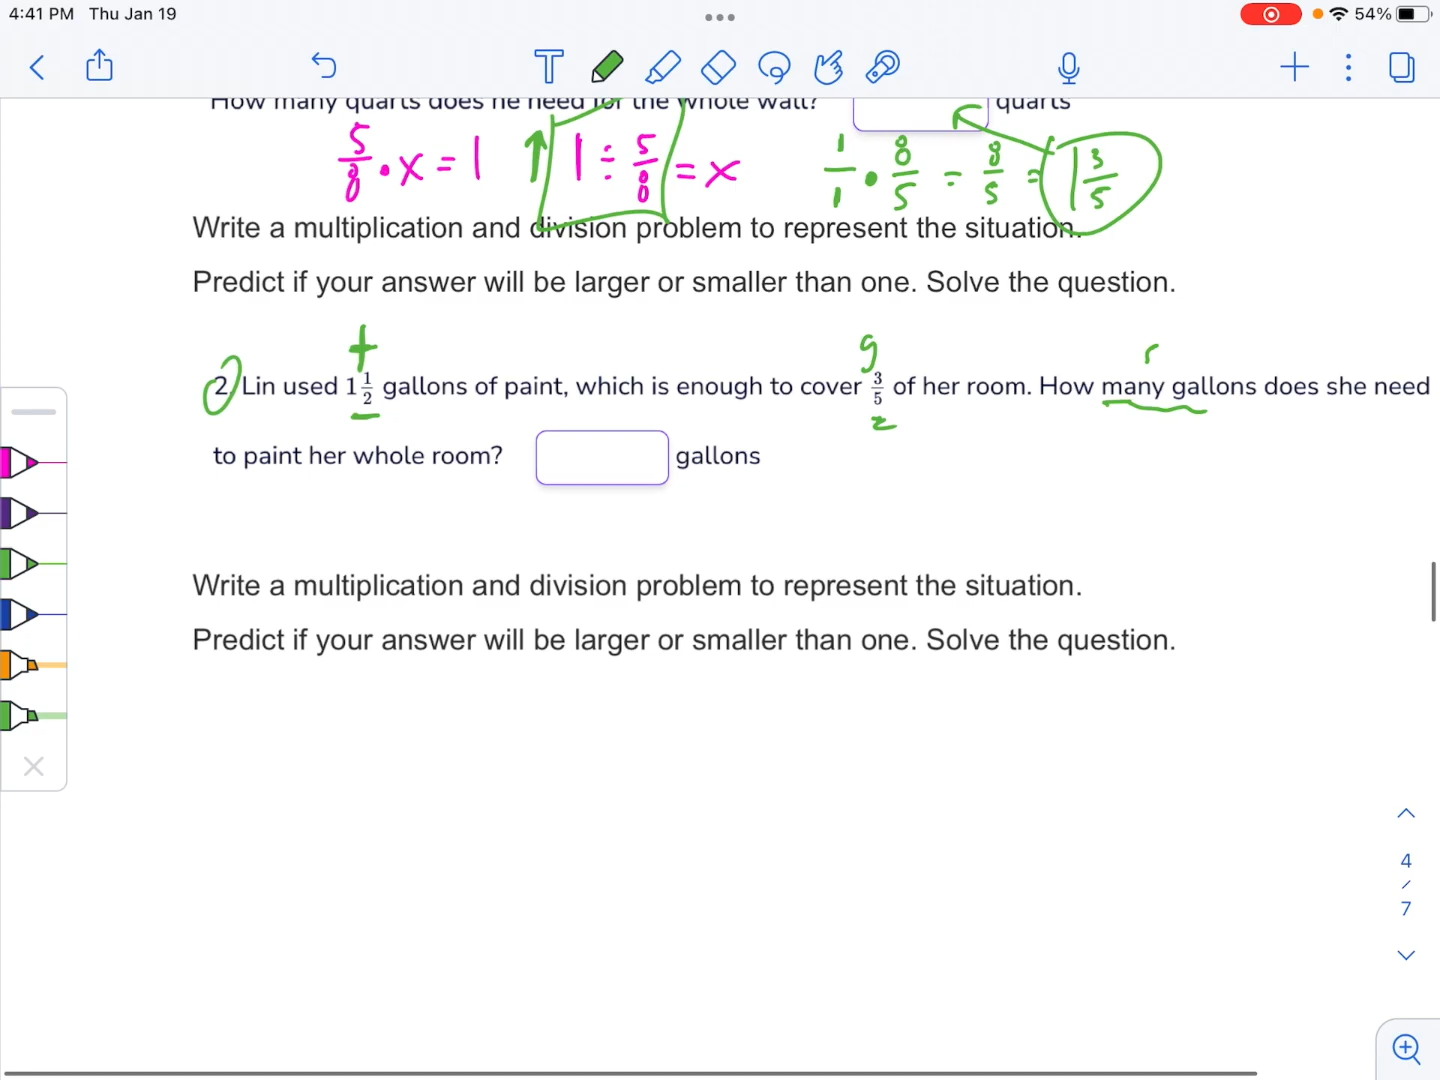 4:41 PM Thu Jan 19 54%
How many quarts does he need for the whole wall? quarts
5/8 · x = 1 1 ÷ 5/8 = x 1/1 · 8/5 = 8/5 = 1 3/5
Write a multiplication and division problem to represent the situation.
Predict if your answer will be larger or smaller than one. Solve the question.
t g r
2. Lin used 1 1/2 gallons of paint, which is enough to cover 3/5 of her room. How many gallons does she need
to paint her whole room? gallons
Write a multiplication and division problem to represent the situation.
Predict if your answer will be larger or smaller than one. Solve the question.
4
/
7